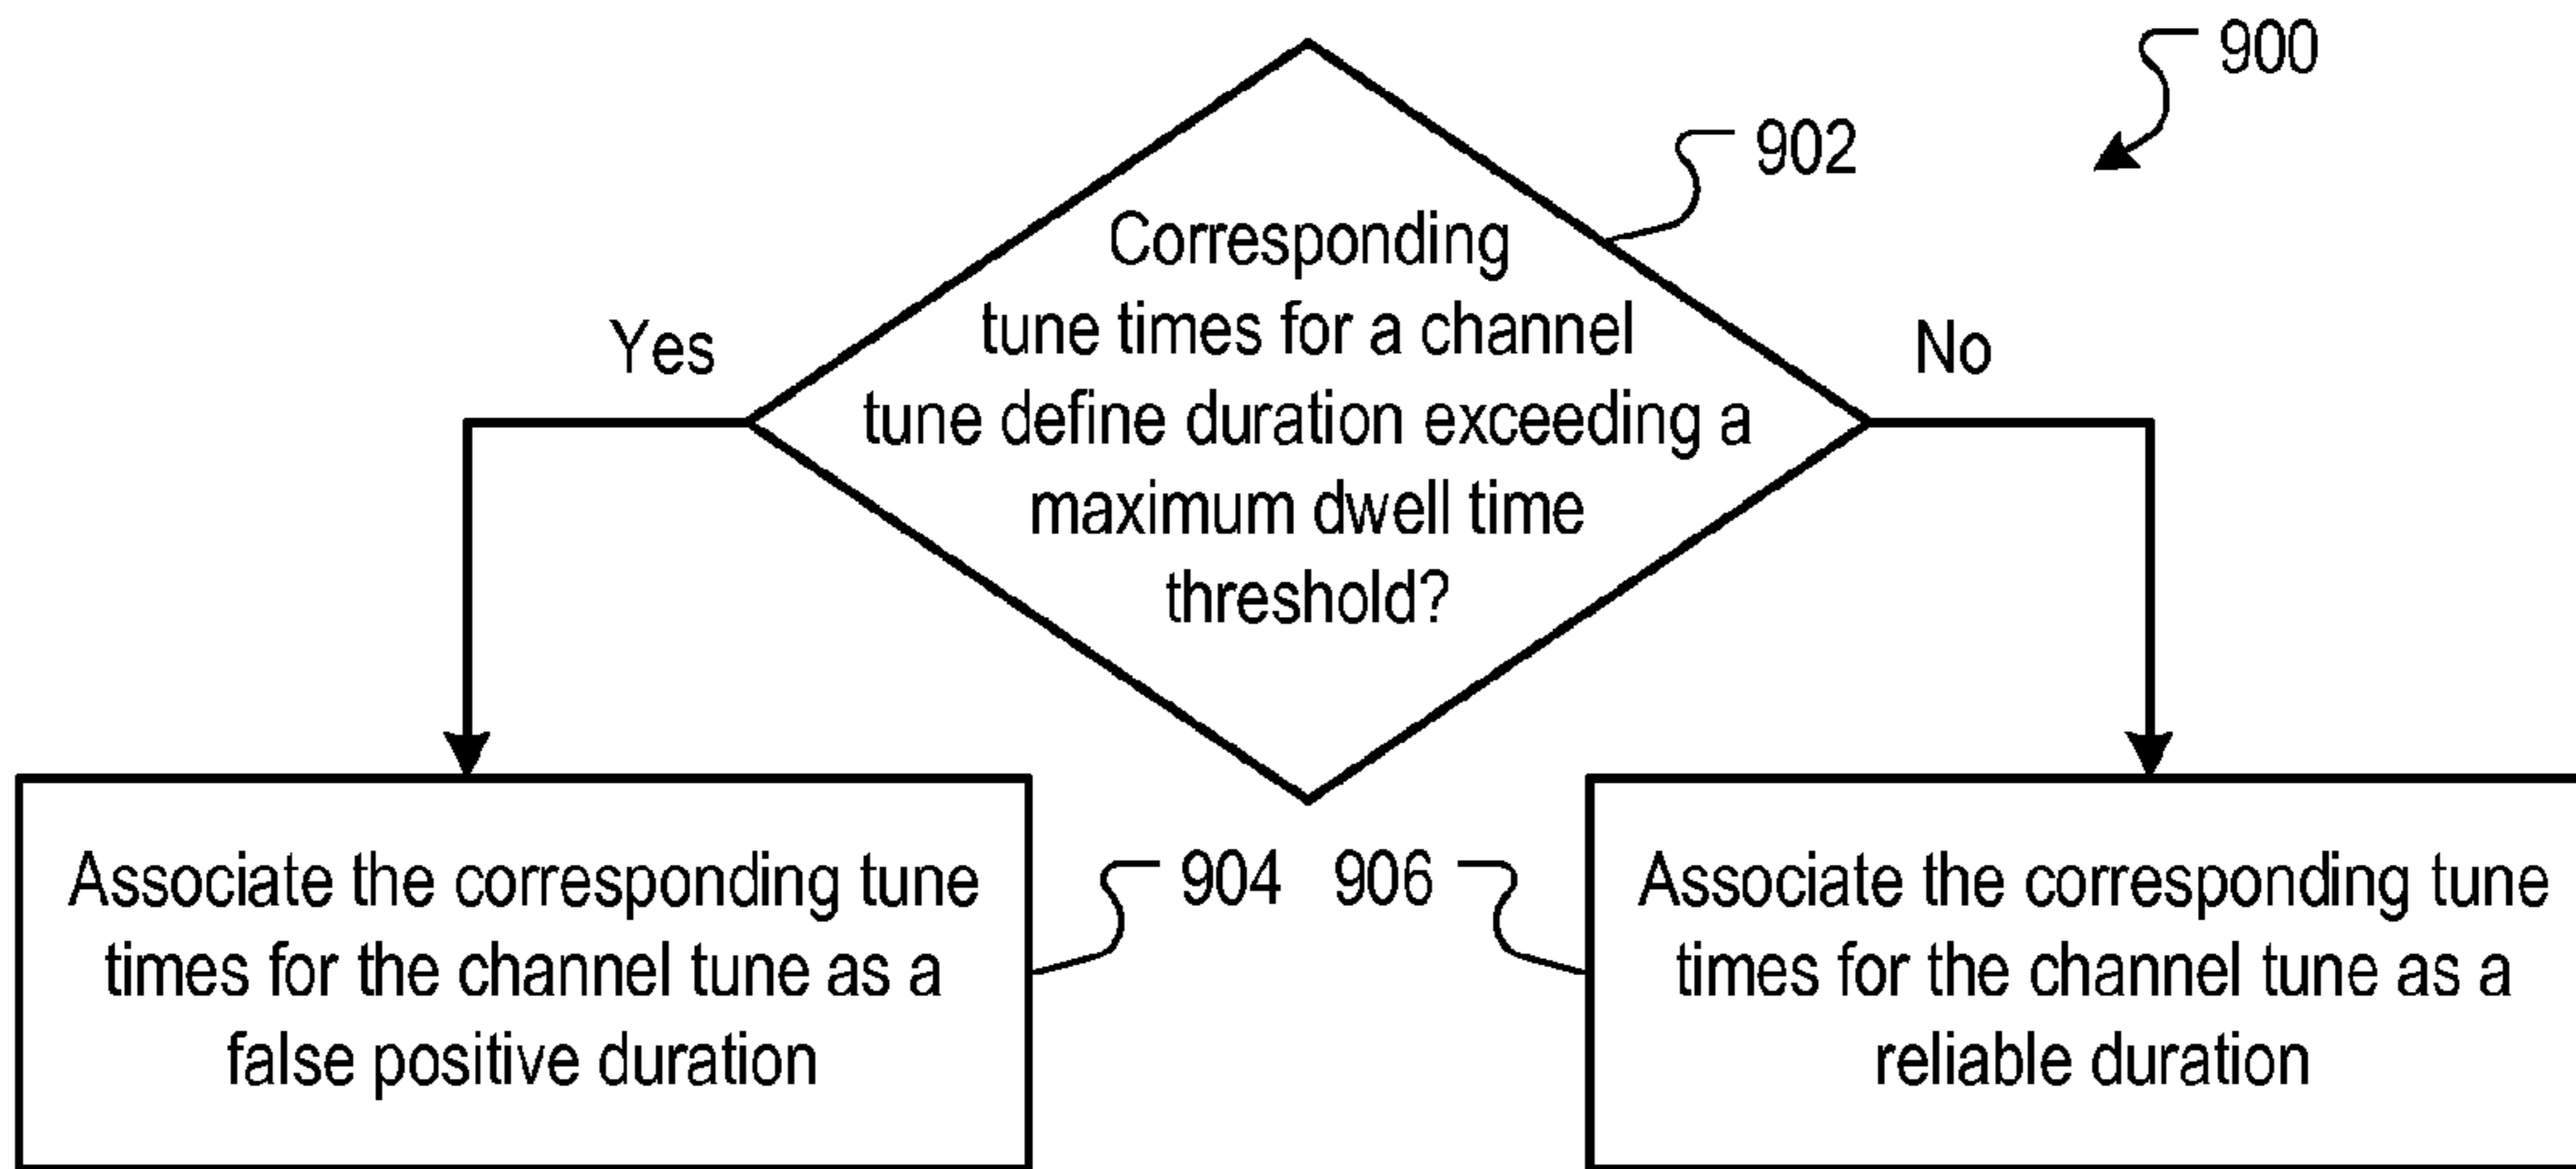 900
902
Corresponding
tune times for a channel
tune define duration exceeding a
maximum dwell time
threshold?
Yes
No
Associate the corresponding tune
times for the channel tune as a
false positive duration
904
906
Associate the corresponding tune
times for the channel tune as a
reliable duration